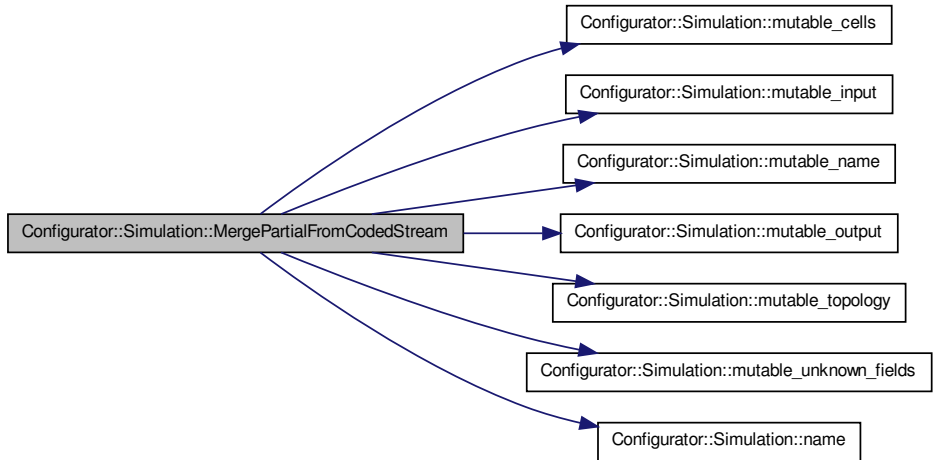 Configurator::Simulation::mutable_cells
Configurator::Simulation::mutable_input
Configurator::Simulation::mutable_name
Configurator::Simulation::MergePartialFromCodedStream
Configurator::Simulation::mutable_output
Configurator::Simulation::mutable_topology
Configurator::Simulation::mutable_unknown_fields
Configurator::Simulation::name